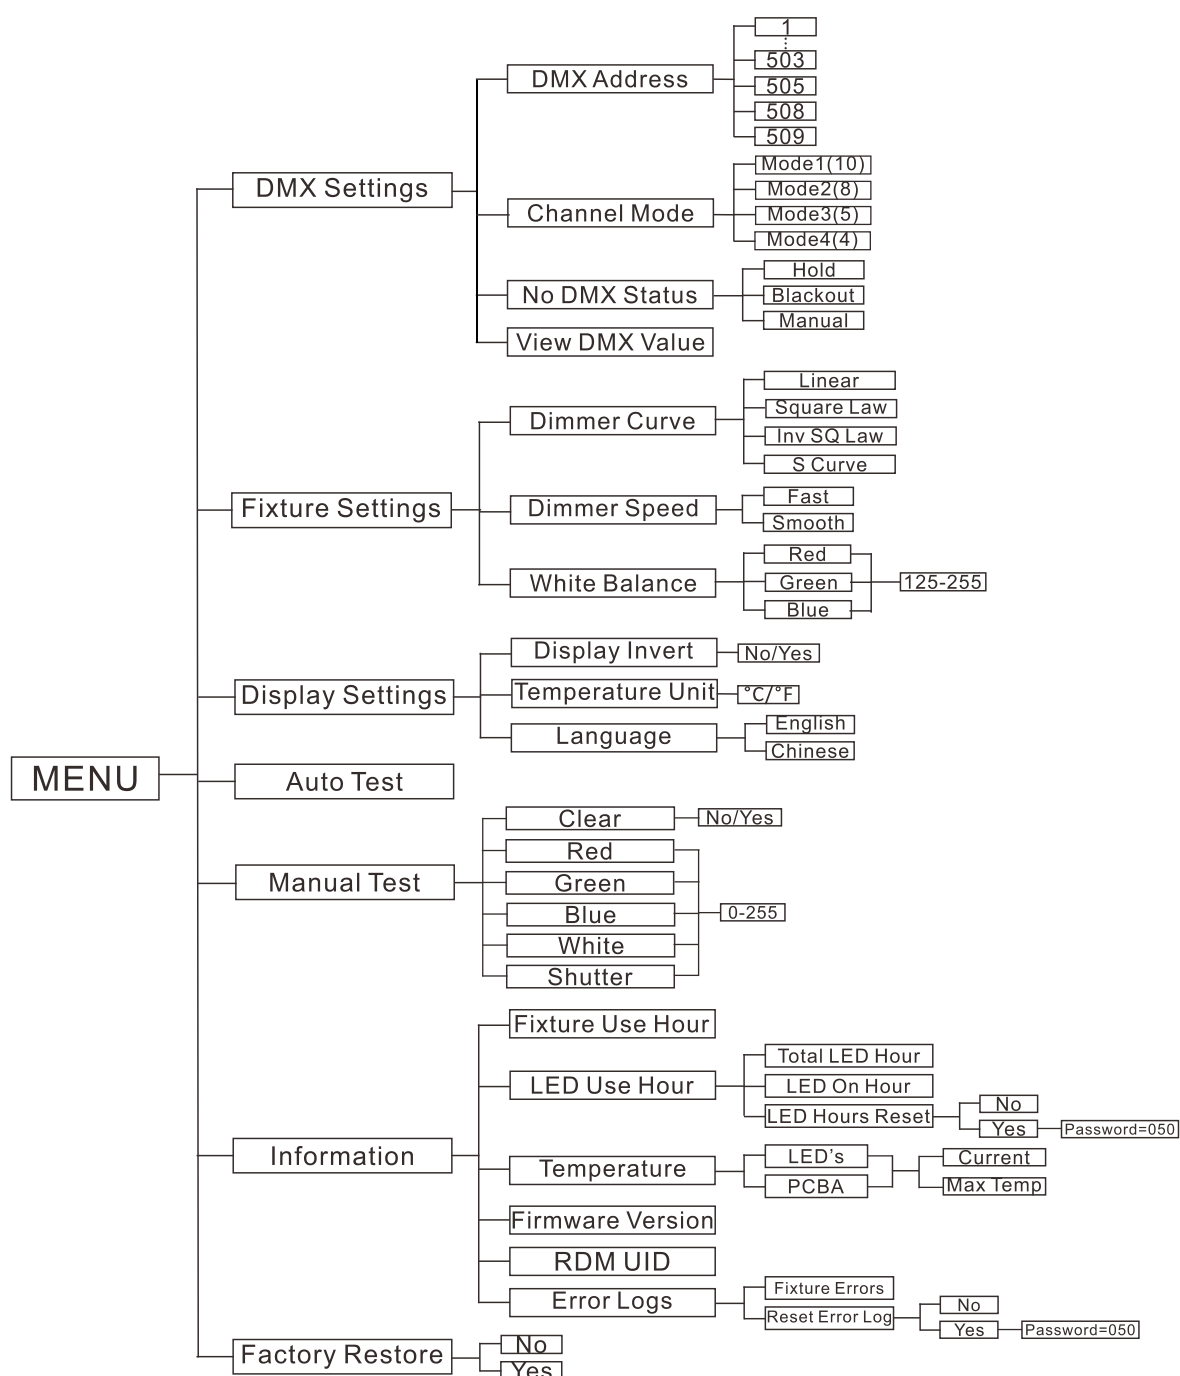 MENU
DMX Settings
DMX Address
1
503
505
508
509
Channel Mode
Mode1(10)
Mode2(8)
Mode3(5)
Mode4(4)
No DMX Status
Hold
Blackout
Manual
View DMX Value
Fixture Settings
Dimmer Curve
Linear
Square Law
Inv SQ Law
S Curve
Dimmer Speed
Fast
Smooth
White Balance
Red
Green
Blue
125-255
Display Settings
Display Invert
No/Yes
Temperature Unit
°C/°F
Language
English
Chinese
Auto Test
Manual Test
Clear
No/Yes
Red
Green
Blue
White
Shutter
0-255
Information
Fixture Use Hour
LED Use Hour
Total LED Hour
LED On Hour
LED Hours Reset
No
Yes
Password=050
Temperature
LED's
PCBA
Current
Max Temp
Firmware Version
RDM UID
Error Logs
Fixture Errors
Reset Error Log
No
Yes
Password=050
Factory Restore
No
Yes